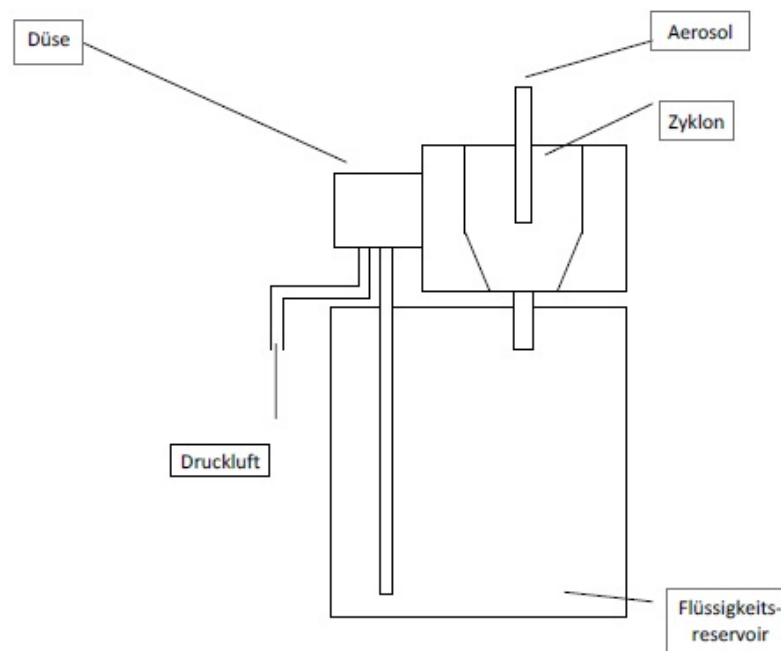 Düse
Aerosol
Zyklon
Druckluft
Flüssigkeits-
reservoir